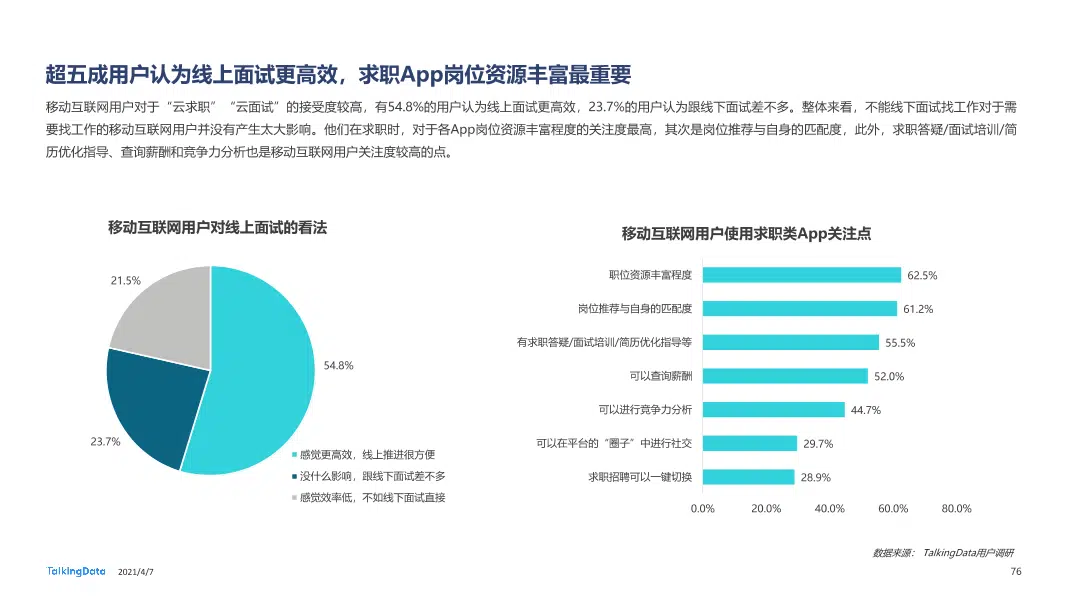 超五成用户认为线上面试更高效，求职App岗位资源丰富最重要
移动互联网用户对于“云求职”“云面试”的接受度较高，有54.8%的用户认为线上面试更高效，23.7%的用户认为跟线下面试差不多。整体来看，不能线下面试找工作对于需
要找工作的移动互联网用户并没有产生太大影响。他们在求职时，对于各App岗位资源丰富程度的关注度最高，其次是岗位推荐与自身的匹配度，此外，求职答疑/面试培训/简
历优化指导、查询薪酬和竞争力分析也是移动互联网用户关注度较高的点。
移动互联网用户对线上面试的看法
21.5%
54.8%
23.7%
感觉更高效，线上推进很方便
没什么影响，跟线下面试差不多
感觉效率低，不如线下面试直接
移动互联网用户使用求职类App关注点
职位资源丰富程度 62.5%
岗位推荐与自身的匹配度 61.2%
有求职答疑/面试培训/简历优化指导等 55.5%
可以查询薪酬 52.0%
可以进行竞争力分析 44.7%
可以在平台的“圈子”中进行社交 29.7%
求职招聘可以一键切换 28.9%
0.0% 20.0% 40.0% 60.0% 80.0%
数据来源： TalkingData用户调研
TalkingData 2021/4/7
76